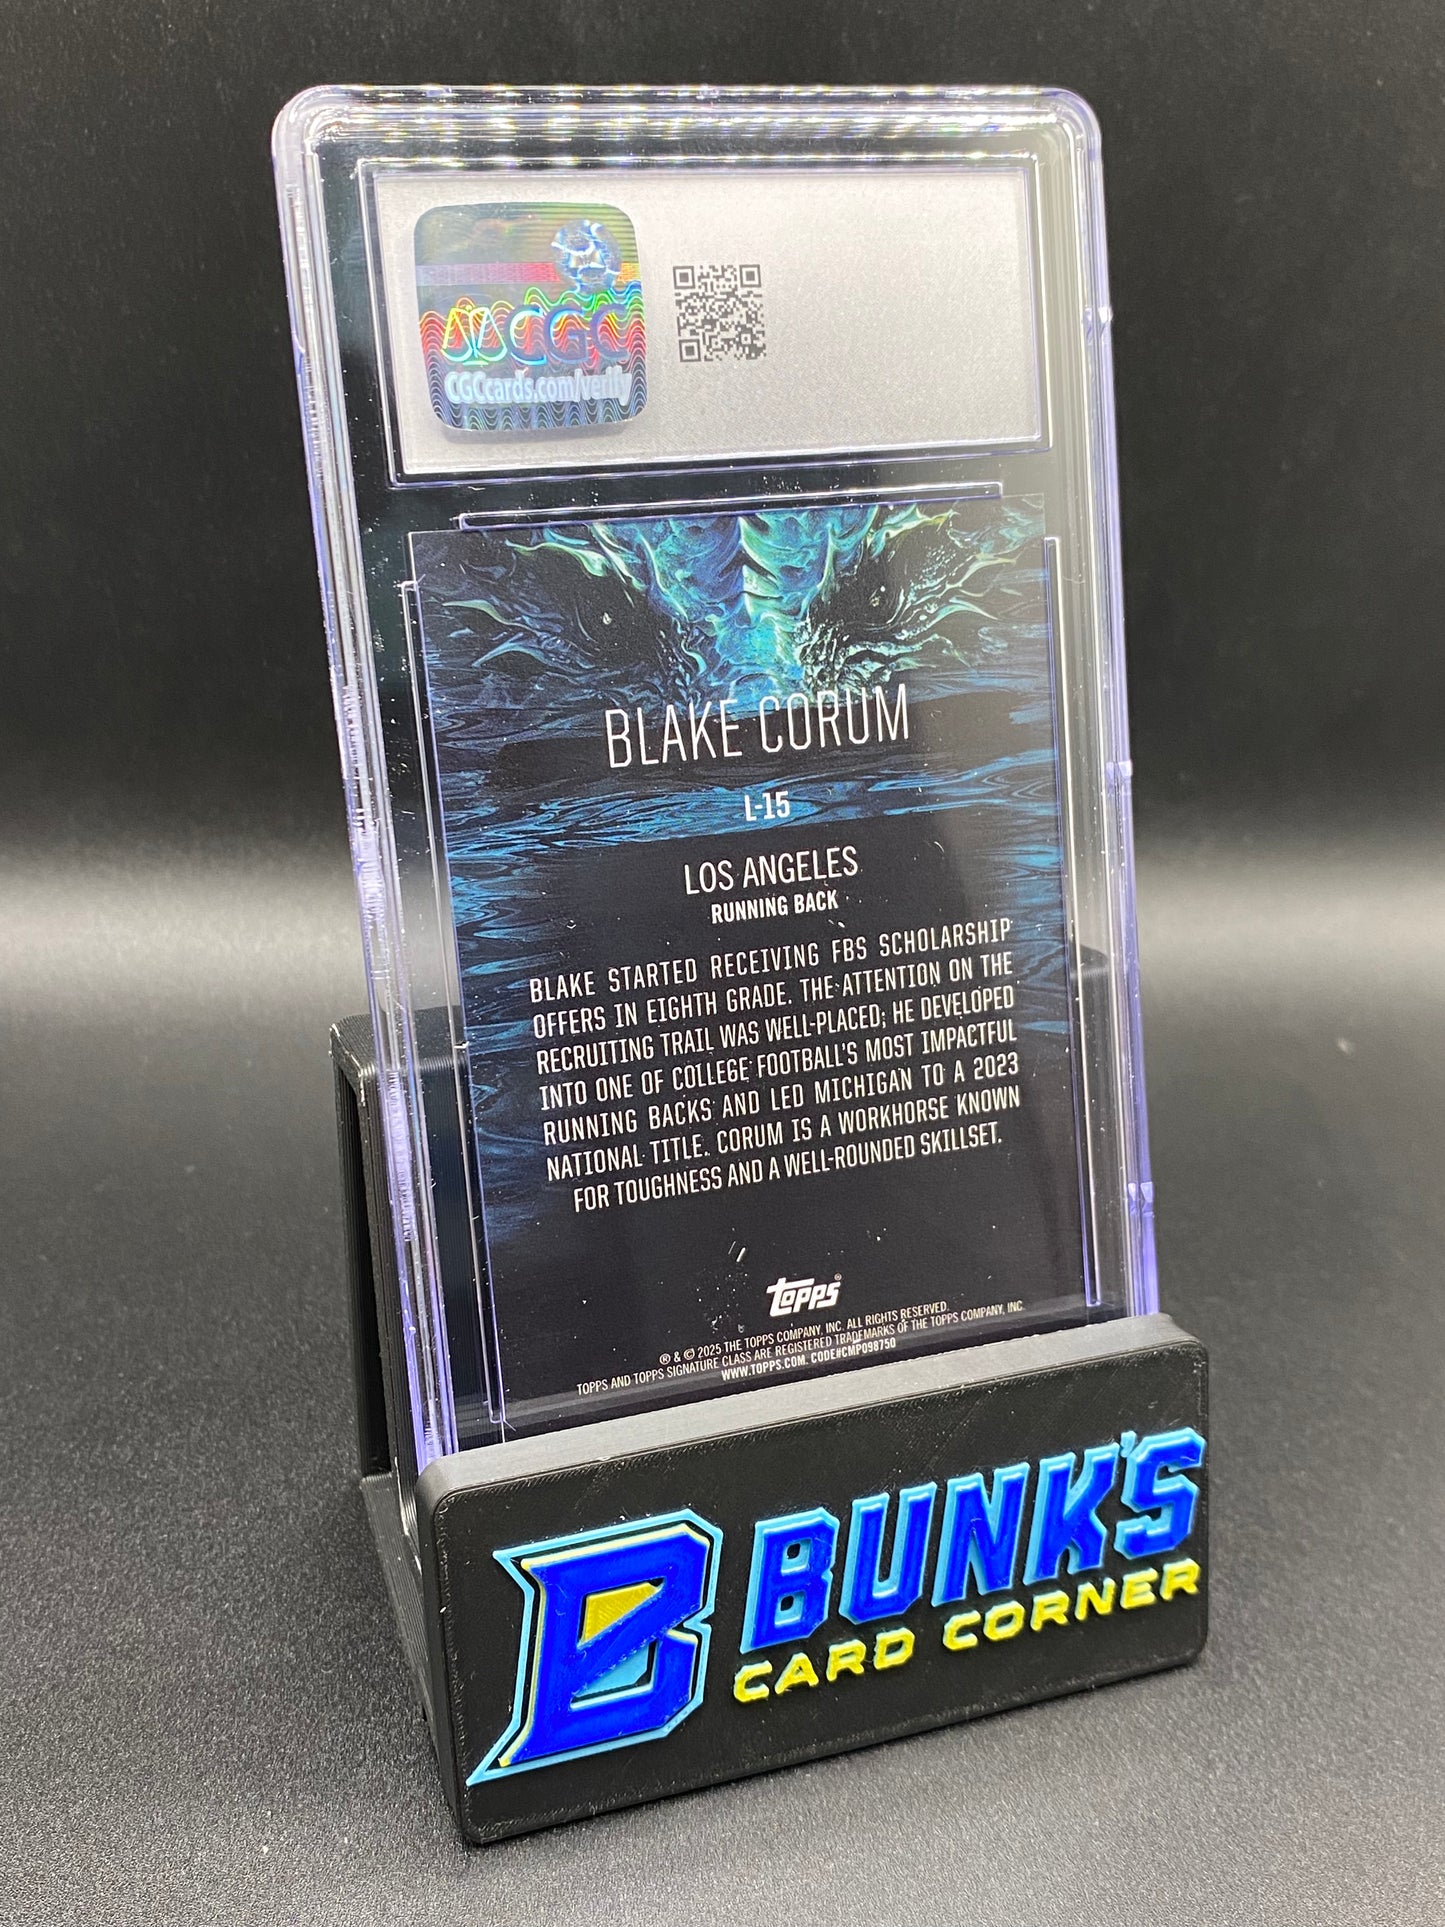 CGC
CGCcards.com/verify
BLAKE CORUM
L-15
LOS ANGELES
RUNNING BACK
BLAKE STARTED RECEIVING FBS SCHOLARSHIP
OFFERS IN EIGHTH GRADE. THE ATTENTION ON THE
RECRUITING TRAIL WAS WELL-PLACED; HE DEVELOPED
INTO ONE OF COLLEGE FOOTBALL'S MOST IMPACTFUL
RUNNING BACKS AND LED MICHIGAN TO A 2023
NATIONAL TITLE. CORUM IS A WORKHORSE KNOWN
FOR TOUGHNESS AND A WELL-ROUNDED SKILLSET.
topps®
® & © 2025 THE TOPPS COMPANY, INC. ALL RIGHTS RESERVED.
TOPPS AND TOPPS SIGNATURE CLASS ARE REGISTERED TRADEMARKS OF THE TOPPS COMPANY, INC.
WWW.TOPPS.COM. CODE#CMP098750
B BUNK'S
CARD CORNER